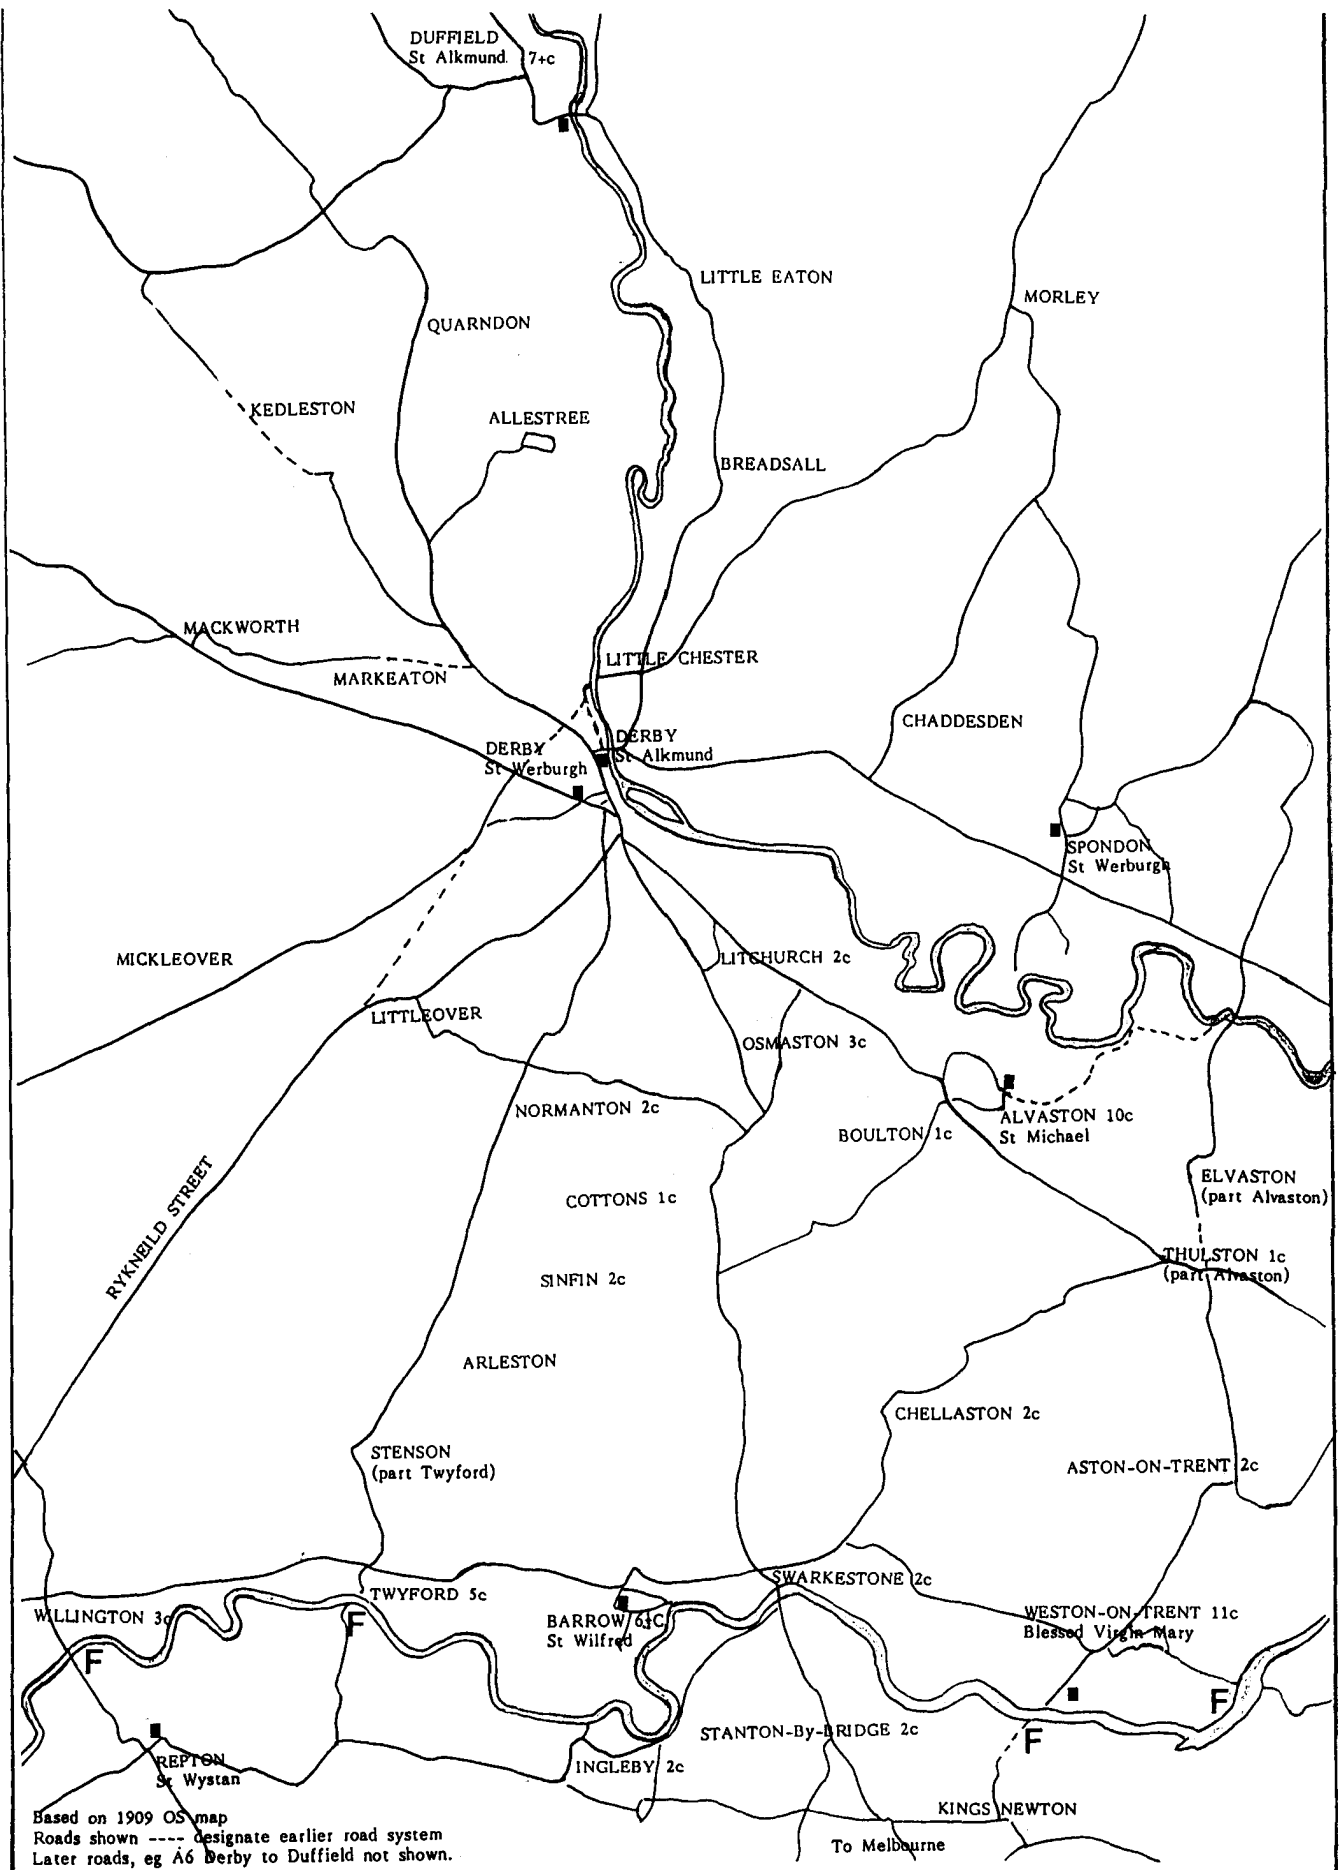 DUFFIELD
St Alkmund 7+c
LITTLE EATON
MORLEY
QUARNDON
KEDLESTON
ALLESTREE
BREADSALL
MACKWORTH
LITTLE CHESTER
MARKEATON
CHADDESDEN
DERBY
St Alkmund
DERBY
St Werburgh
SPONDON
St Werburgh
MICKLEOVER
LITCHURCH 2c
LITTLEOVER
OSMASTON 3c
NORMANTON 2c
ALVASTON 10c
St Michael
BOULTON 1c
ELVASTON
(part Alvaston)
COTTONS 1c
RYKNEILD STREET
THULSTON 1c
(part Alvaston)
SINFIN 2c
ARLESTON
CHELLASTON 2c
STENSON
(part Twyford)
ASTON-ON-TRENT 2c
SWARKESTONE 2c
TWYFORD 5c
WILLINGTON 3c
BARROW 6+C
St Wilfred
WESTON-ON-TRENT 11c
Blessed Virgin Mary
F
F
F
F
STANTON-By-BRIDGE 2c
REPTON
St Wystan
INGLEBY 2c
KINGS NEWTON
To Melbourne
Based on 1909 OS map
Roads shown ---- designate earlier road system
Later roads, eg A6 Derby to Duffield not shown.